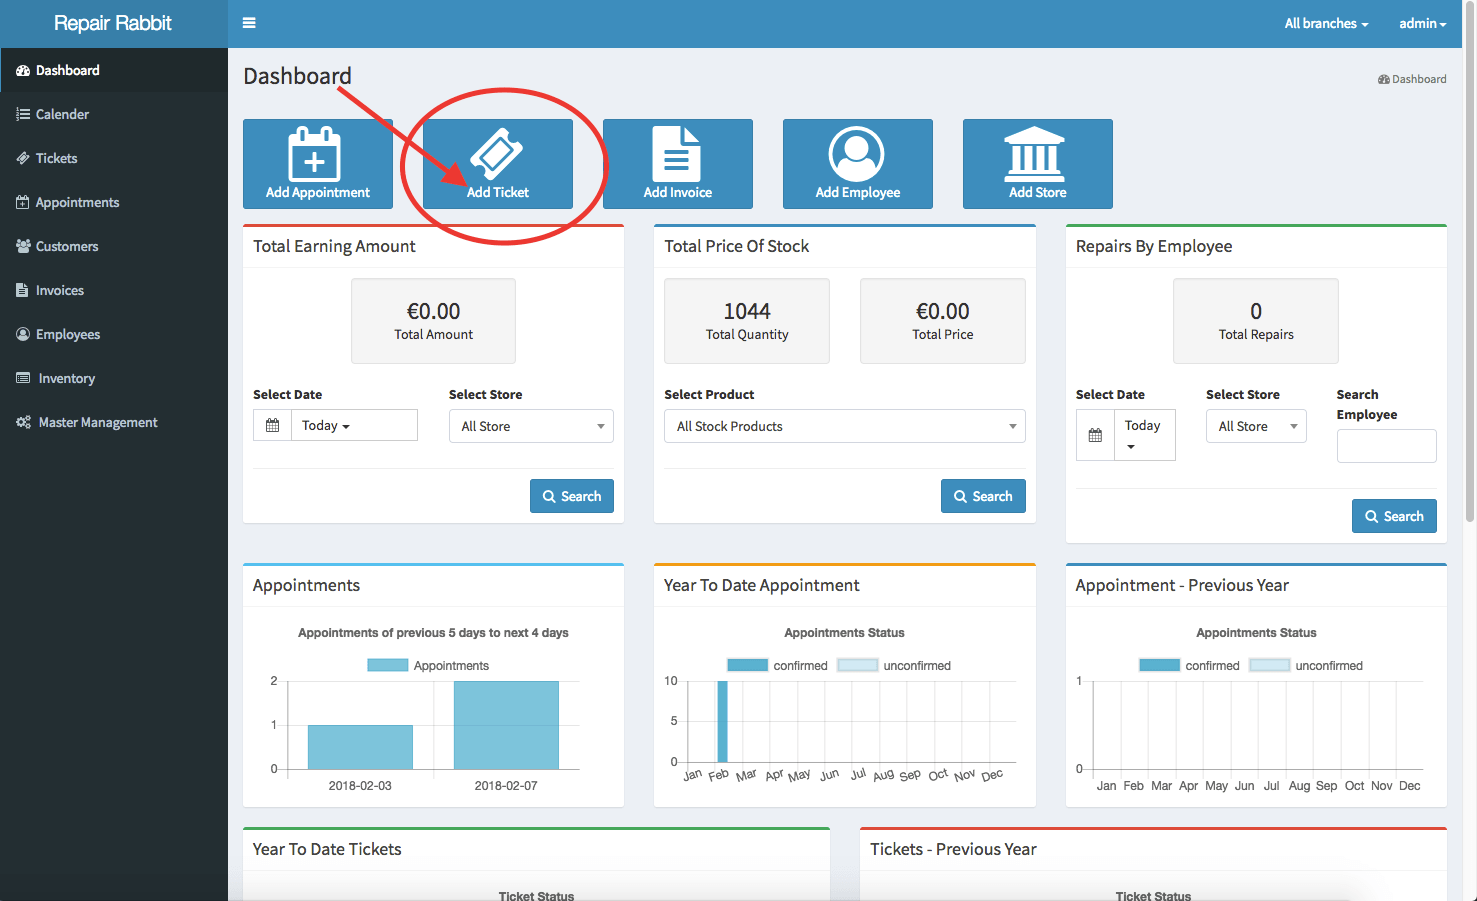 Repair Rabbit
All branches
admin
Dashboard
Calender
Tickets
Appointments
Customers
Invoices
Employees
Inventory
Master Management
Dashboard
Dashboard
Add Appointment
Add Ticket
Add Invoice
Add Employee
Add Store
Total Earning Amount
€0.00
Total Amount
Select Date
Select Store
Today
All Store
Search
Total Price Of Stock
1044
Total Quantity
€0.00
Total Price
Select Product
All Stock Products
Search
Repairs By Employee
0
Total Repairs
Select Date
Select Store
Search
Employee
Today
All Store
Search
Appointments
Appointments of previous 5 days to next 4 days
Appointments
2
1
0
2018-02-03 2018-02-07
Year To Date Appointment
Appointments Status
confirmed unconfirmed
10
5
0
Jan Feb Mar Apr May Jun Jul Aug Sep Oct Nov Dec
Appointment - Previous Year
Appointments Status
confirmed unconfirmed
1
0
Jan Feb Mar Apr May Jun Jul Aug Sep Oct Nov Dec
Year To Date Tickets
Ticket Status
Tickets - Previous Year
Ticket Status